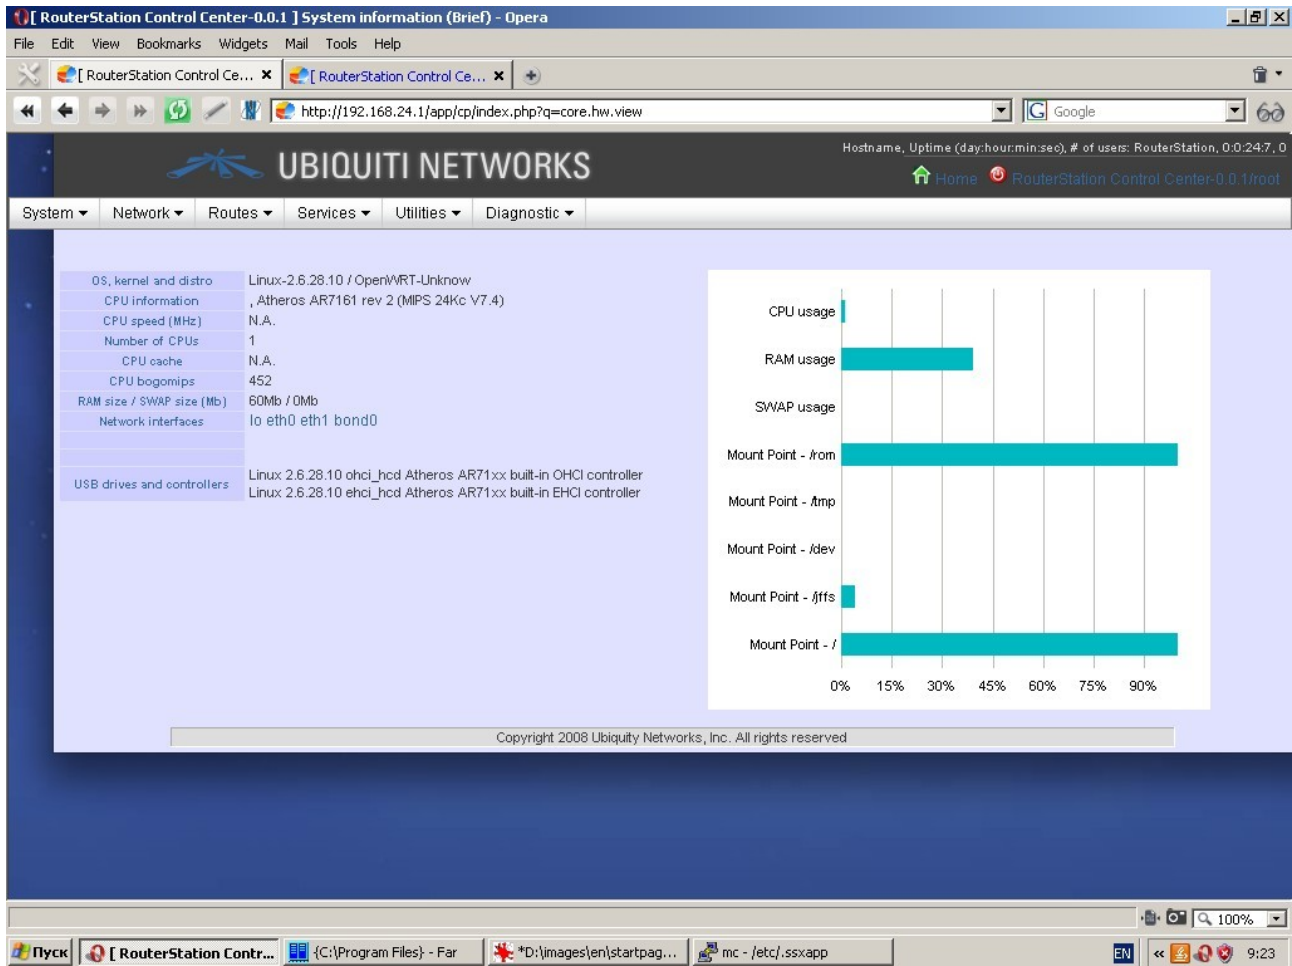 [ RouterStation Control Center-0.0.1 ] System information (Brief) - Opera
File Edit View Bookmarks Widgets Mail Tools Help
[ RouterStation Control Ce... [ RouterStation Control Ce...
http://192.168.24.1/app/cp/index.php?q=core.hw.view Google
Hostname, Uptime (day:hour:min:sec), # of users: RouterStation, 0:0:24:7, 0
UBIQUITI NETWORKS
Home RouterStation Control Center-0.0.1/root
System Network Routes Services Utilities Diagnostic
OS, kernel and distro Linux-2.6.28.10 / OpenWRT-Unknow
CPU information , Atheros AR7161 rev 2 (MIPS 24Kc V7.4)
CPU speed (MHz) N.A.
Number of CPUs 1
CPU cache N.A.
CPU bogomips 452
RAM size / SWAP size (Mb) 60Mb / 0Mb
Network interfaces lo eth0 eth1 bond0
USB drives and controllers
Linux 2.6.28.10 ohci_hcd Atheros AR71xx built-in OHCI controller
Linux 2.6.28.10 ehci_hcd Atheros AR71xx built-in EHCI controller
CPU usage
RAM usage
SWAP usage
Mount Point - /rom
Mount Point - /tmp
Mount Point - /dev
Mount Point - /jffs
Mount Point - /
0% 15% 30% 45% 60% 75% 90%
Copyright 2008 Ubiquity Networks, Inc. All rights reserved
100%
Пуск [ RouterStation Contr... {C:\Program Files} - Far *D:\images\en\startpag... mc - /etc/.ssxapp EN « 9:23